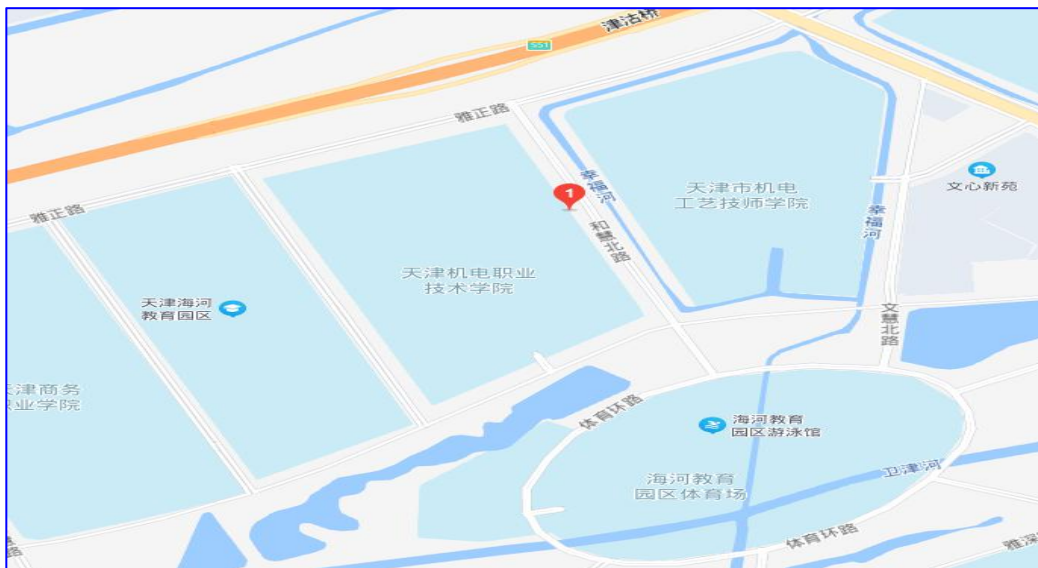 津沽桥
S51
雅正路
1
幸福河
天津市机电
工艺技师学院
文心新苑
雅正路
和慧北路
幸福河
天津机电职业
技术学院
天津海河
教育园区
文慧北路
津商务
业学院
体育环路
海河教育
园区游泳馆
海河教育
园区体育场
卫津河
体育环路
雅深
路